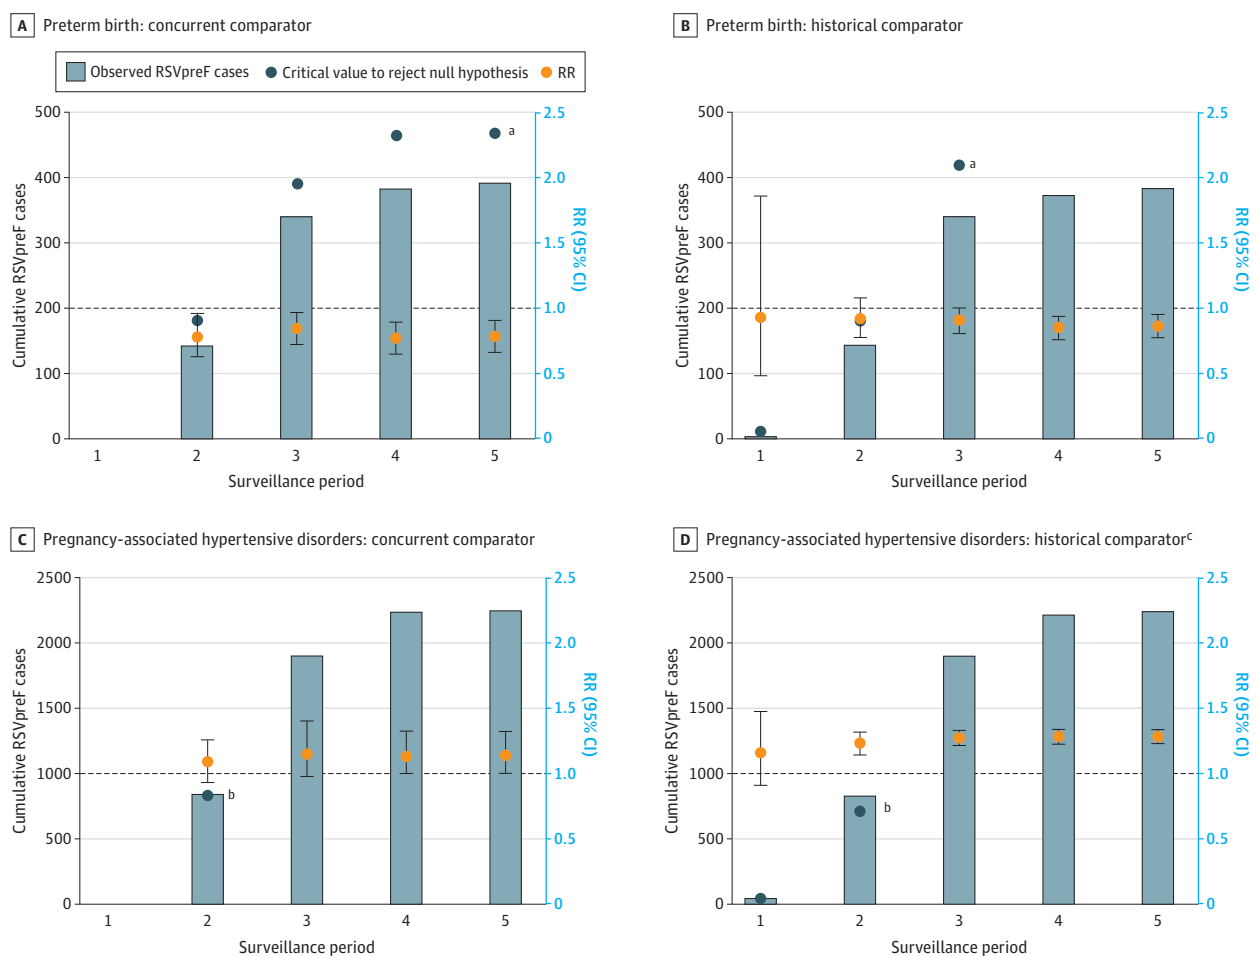 A Preterm birth: concurrent comparator
Observed RSVpreF cases Critical value to reject null hypothesis RR
500
400
300
200
100
0
Cumulative RSVpreF cases
2.5
2.0
1.5
1.0
0.5
0
RR (95% CI)
a
1 2 3 4 5
Surveillance period
B Preterm birth: historical comparator
500
400
300
200
100
0
Cumulative RSVpreF cases
2.5
2.0
1.5
1.0
0.5
0
RR (95% CI)
a
1 2 3 4 5
Surveillance period
C Pregnancy-associated hypertensive disorders: concurrent comparator
2500
2000
1500
1000
500
0
Cumulative RSVpreF cases
2.5
2.0
1.5
1.0
0.5
0
RR (95% CI)
b
1 2 3 4 5
Surveillance period
D Pregnancy-associated hypertensive disorders: historical comparatorc
2500
2000
1500
1000
500
0
Cumulative RSVpreF cases
2.5
2.0
1.5
1.0
0.5
0
RR (95% CI)
b
1 2 3 4 5
Surveillance period